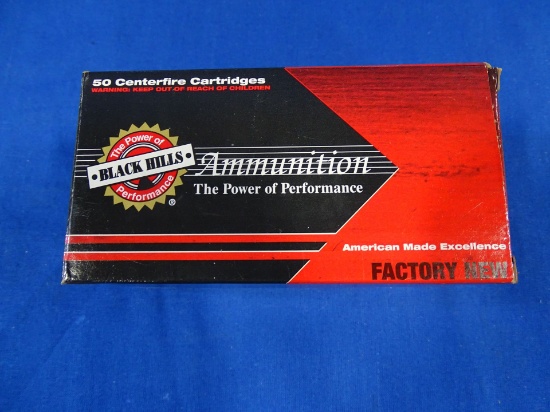 50 Centerfire Cartridges
WARNING: KEEP OUT OF REACH OF CHILDREN
The Power of
· BLACK HILLS ·
Performance
®
Ammunition
The Power of Performance
American Made Excellence
FACTORY NEW